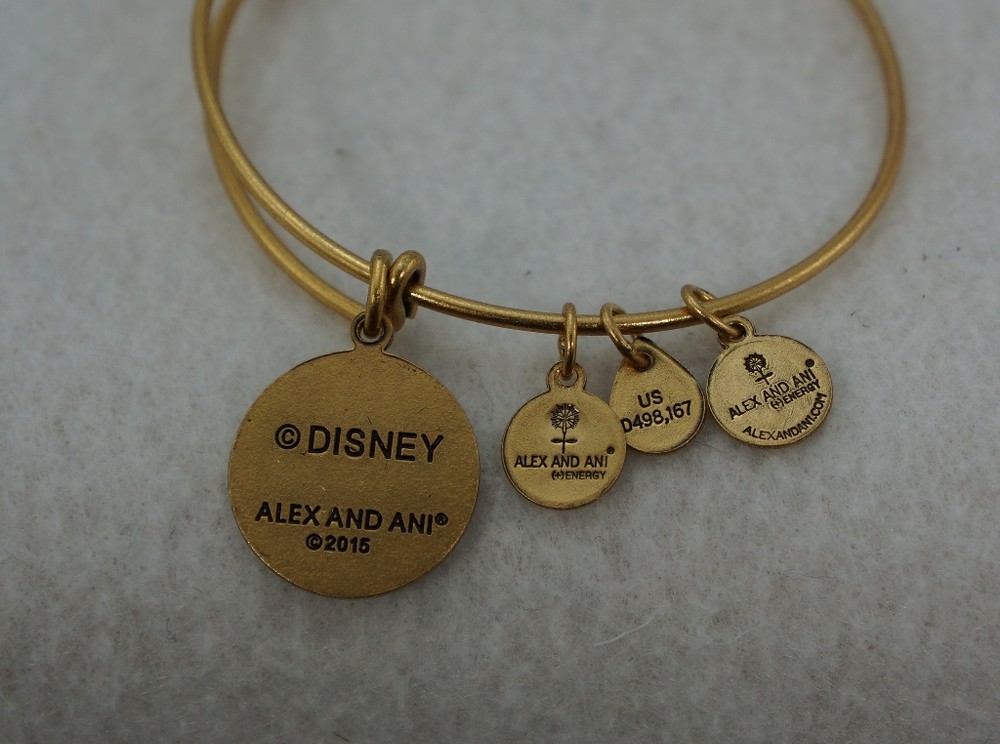 © DISNEY
ALEX AND ANI®
©2015
ALEX AND ANI®
(+)ENERGY
US
D498,167
ALEX AND ANI®
(+)ENERGY
ALEXANDANI.COM